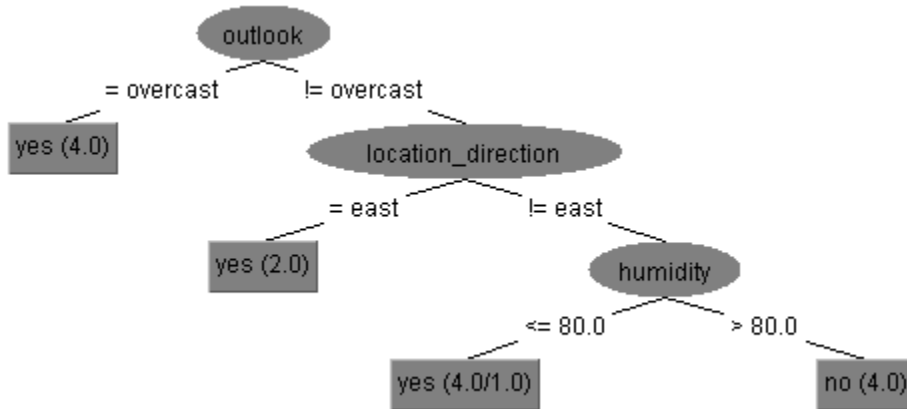 outlook
= overcast
!= overcast
yes (4.0)
location_direction
= east
!= east
yes (2.0)
humidity
<= 80.0
> 80.0
yes (4.0/1.0)
no (4.0)